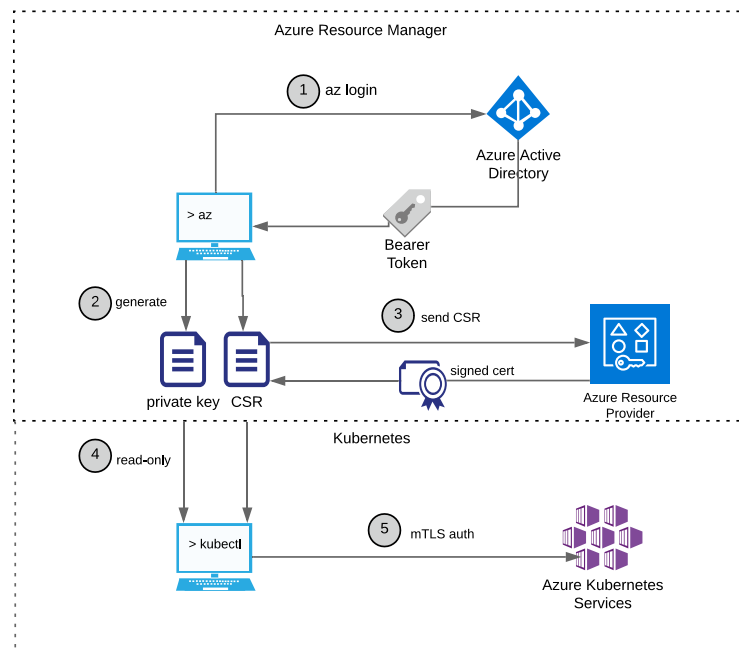 Azure Resource Manager
1
az login
Azure Active
Directory
> az
Bearer
Token
2
generate
3
send CSR
signed cert
private key
CSR
Azure Resource
Provider
Kubernetes
4
read-only
5
mTLS auth
> kubectl
Azure Kubernetes
Services